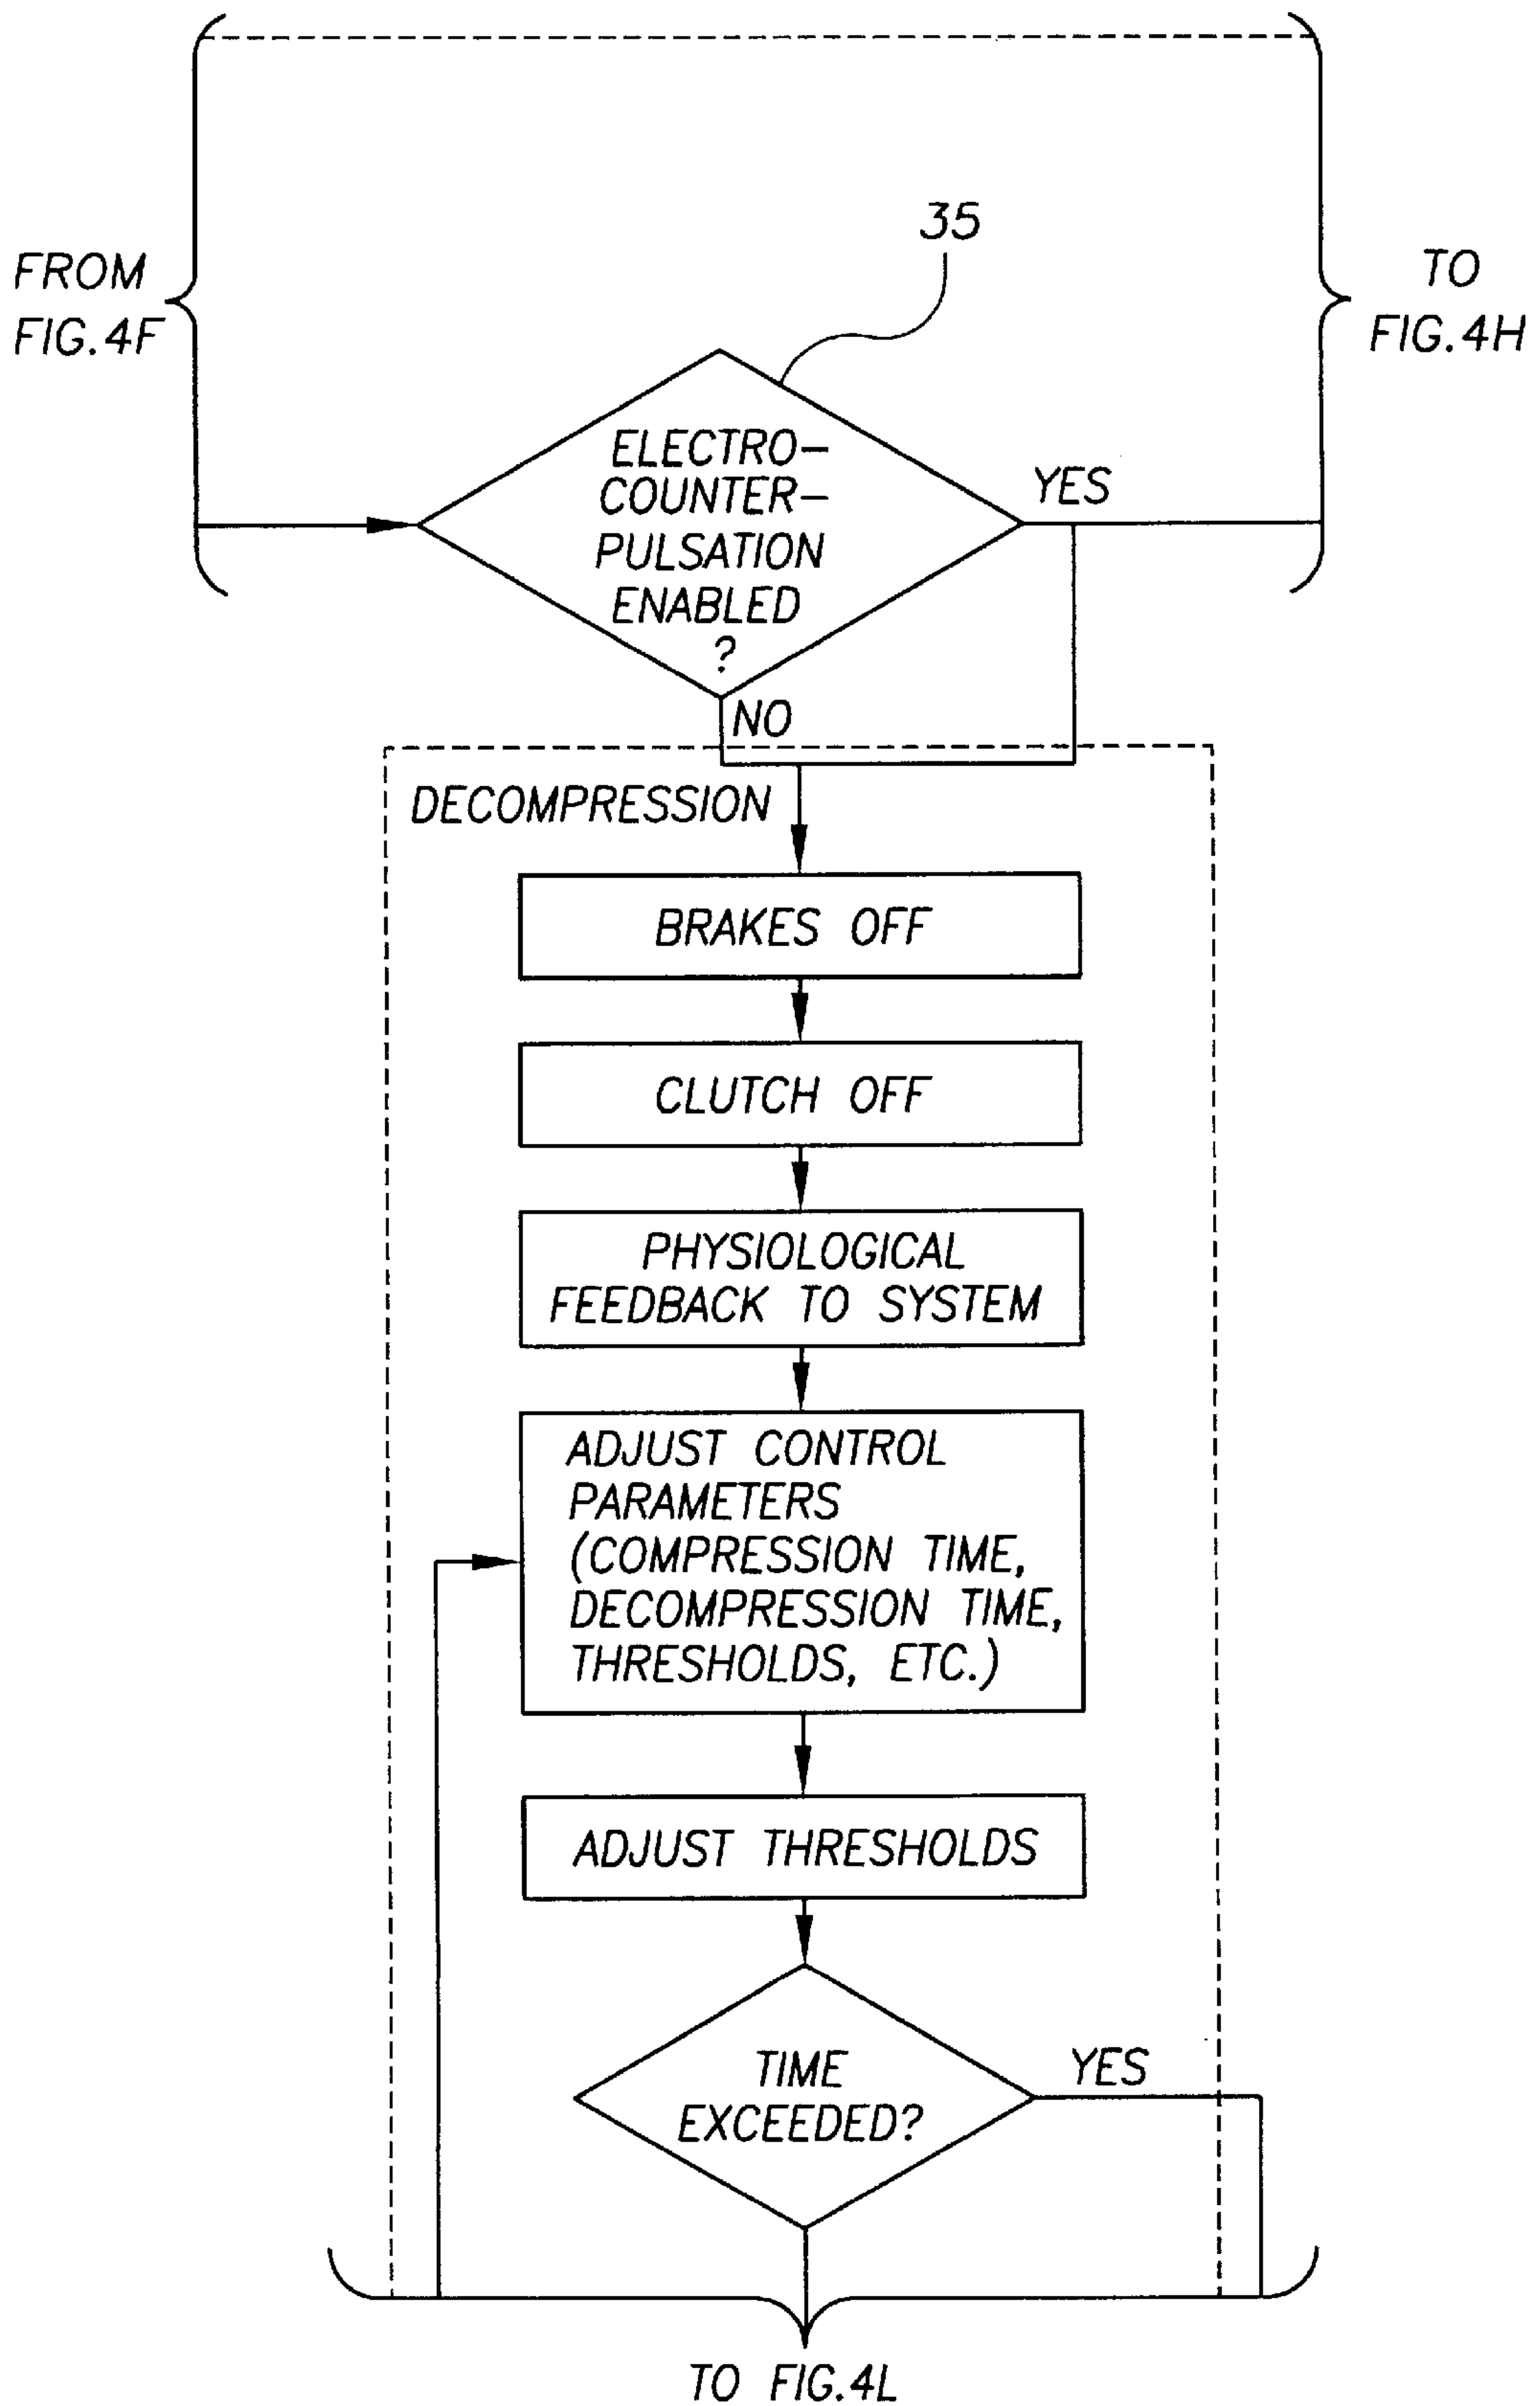 35
FROM
FIG.4F
TO
FIG.4H
ELECTRO-
COUNTER-
PULSATION
ENABLED
?
YES
NO
DECOMPRESSION
BRAKES OFF
CLUTCH OFF
PHYSIOLOGICAL
FEEDBACK TO SYSTEM
ADJUST CONTROL
PARAMETERS
(COMPRESSION TIME,
DECOMPRESSION TIME,
THRESHOLDS, ETC.)
ADJUST THRESHOLDS
TIME
EXCEEDED?
YES
TO FIG.4L